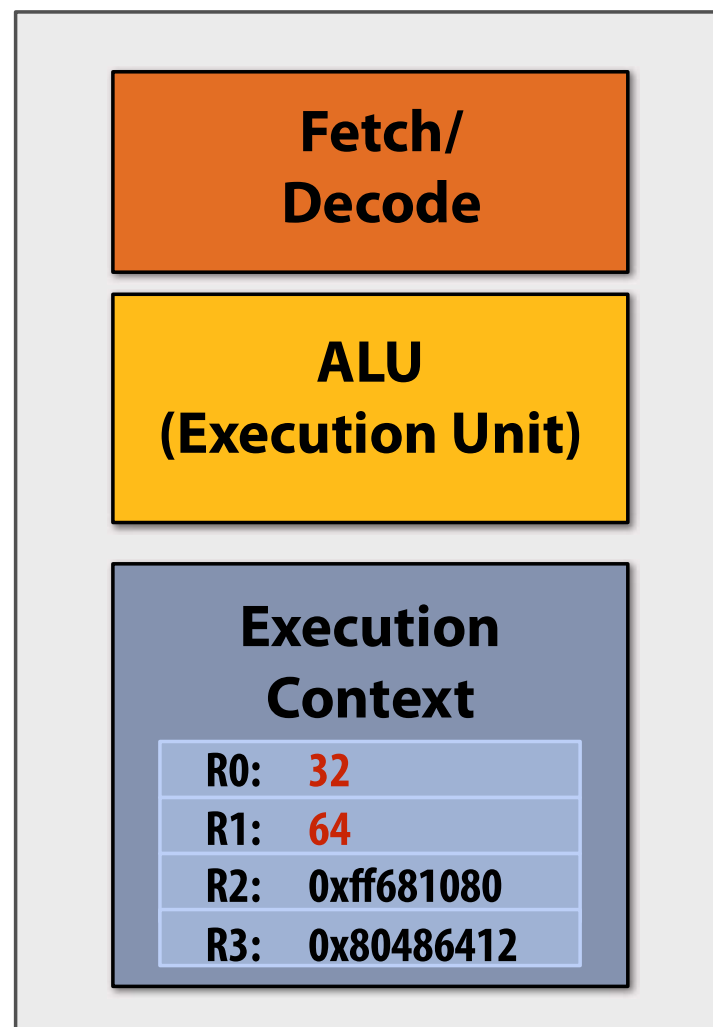 Fetch/
Decode
ALU
(Execution Unit)
Execution
Context
R0: 32
R1: 64
R2: 0xff681080
R3: 0x80486412